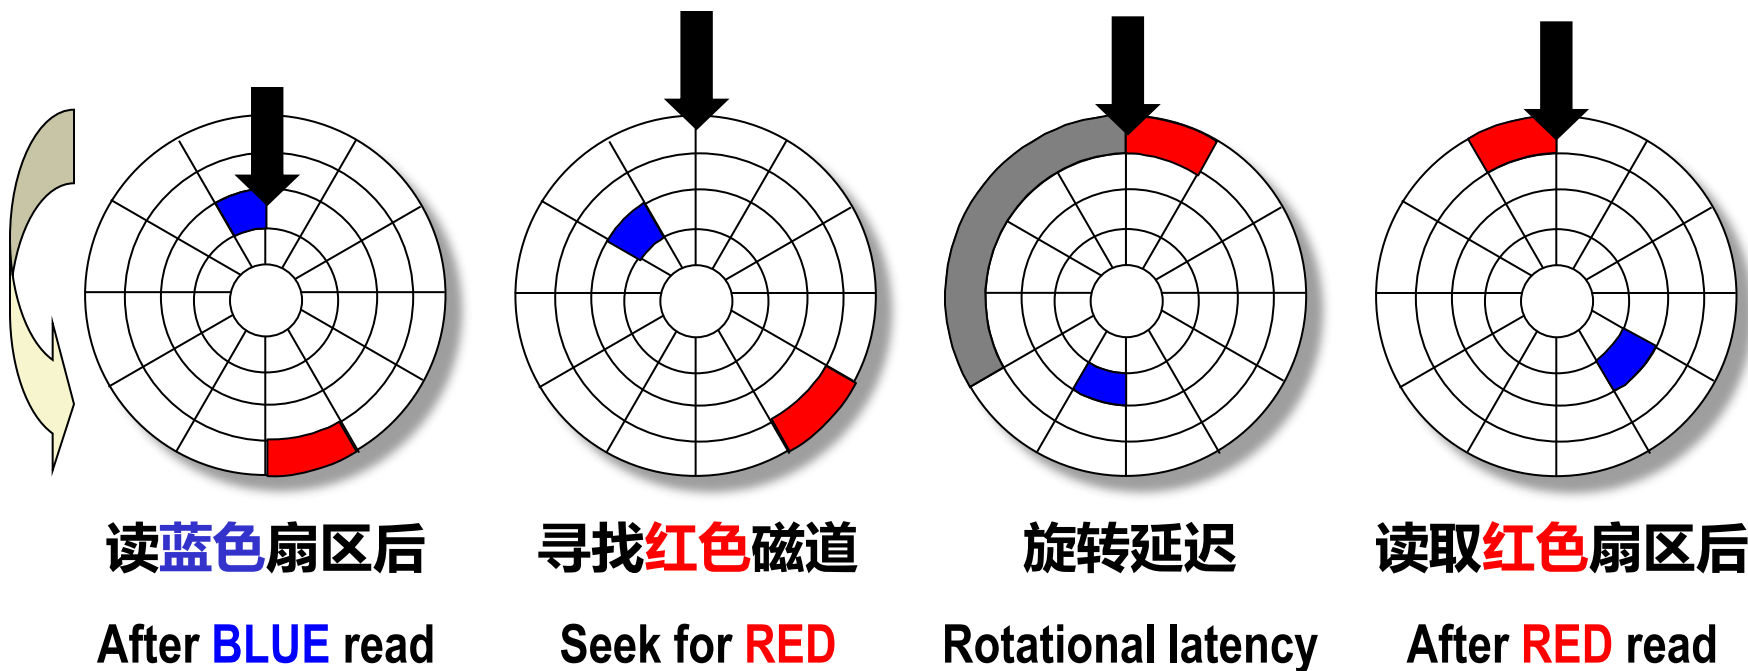 读蓝色扇区后
寻找红色磁道
旋转延迟
读取红色扇区后
After BLUE read
Seek for RED
Rotational latency
After RED read